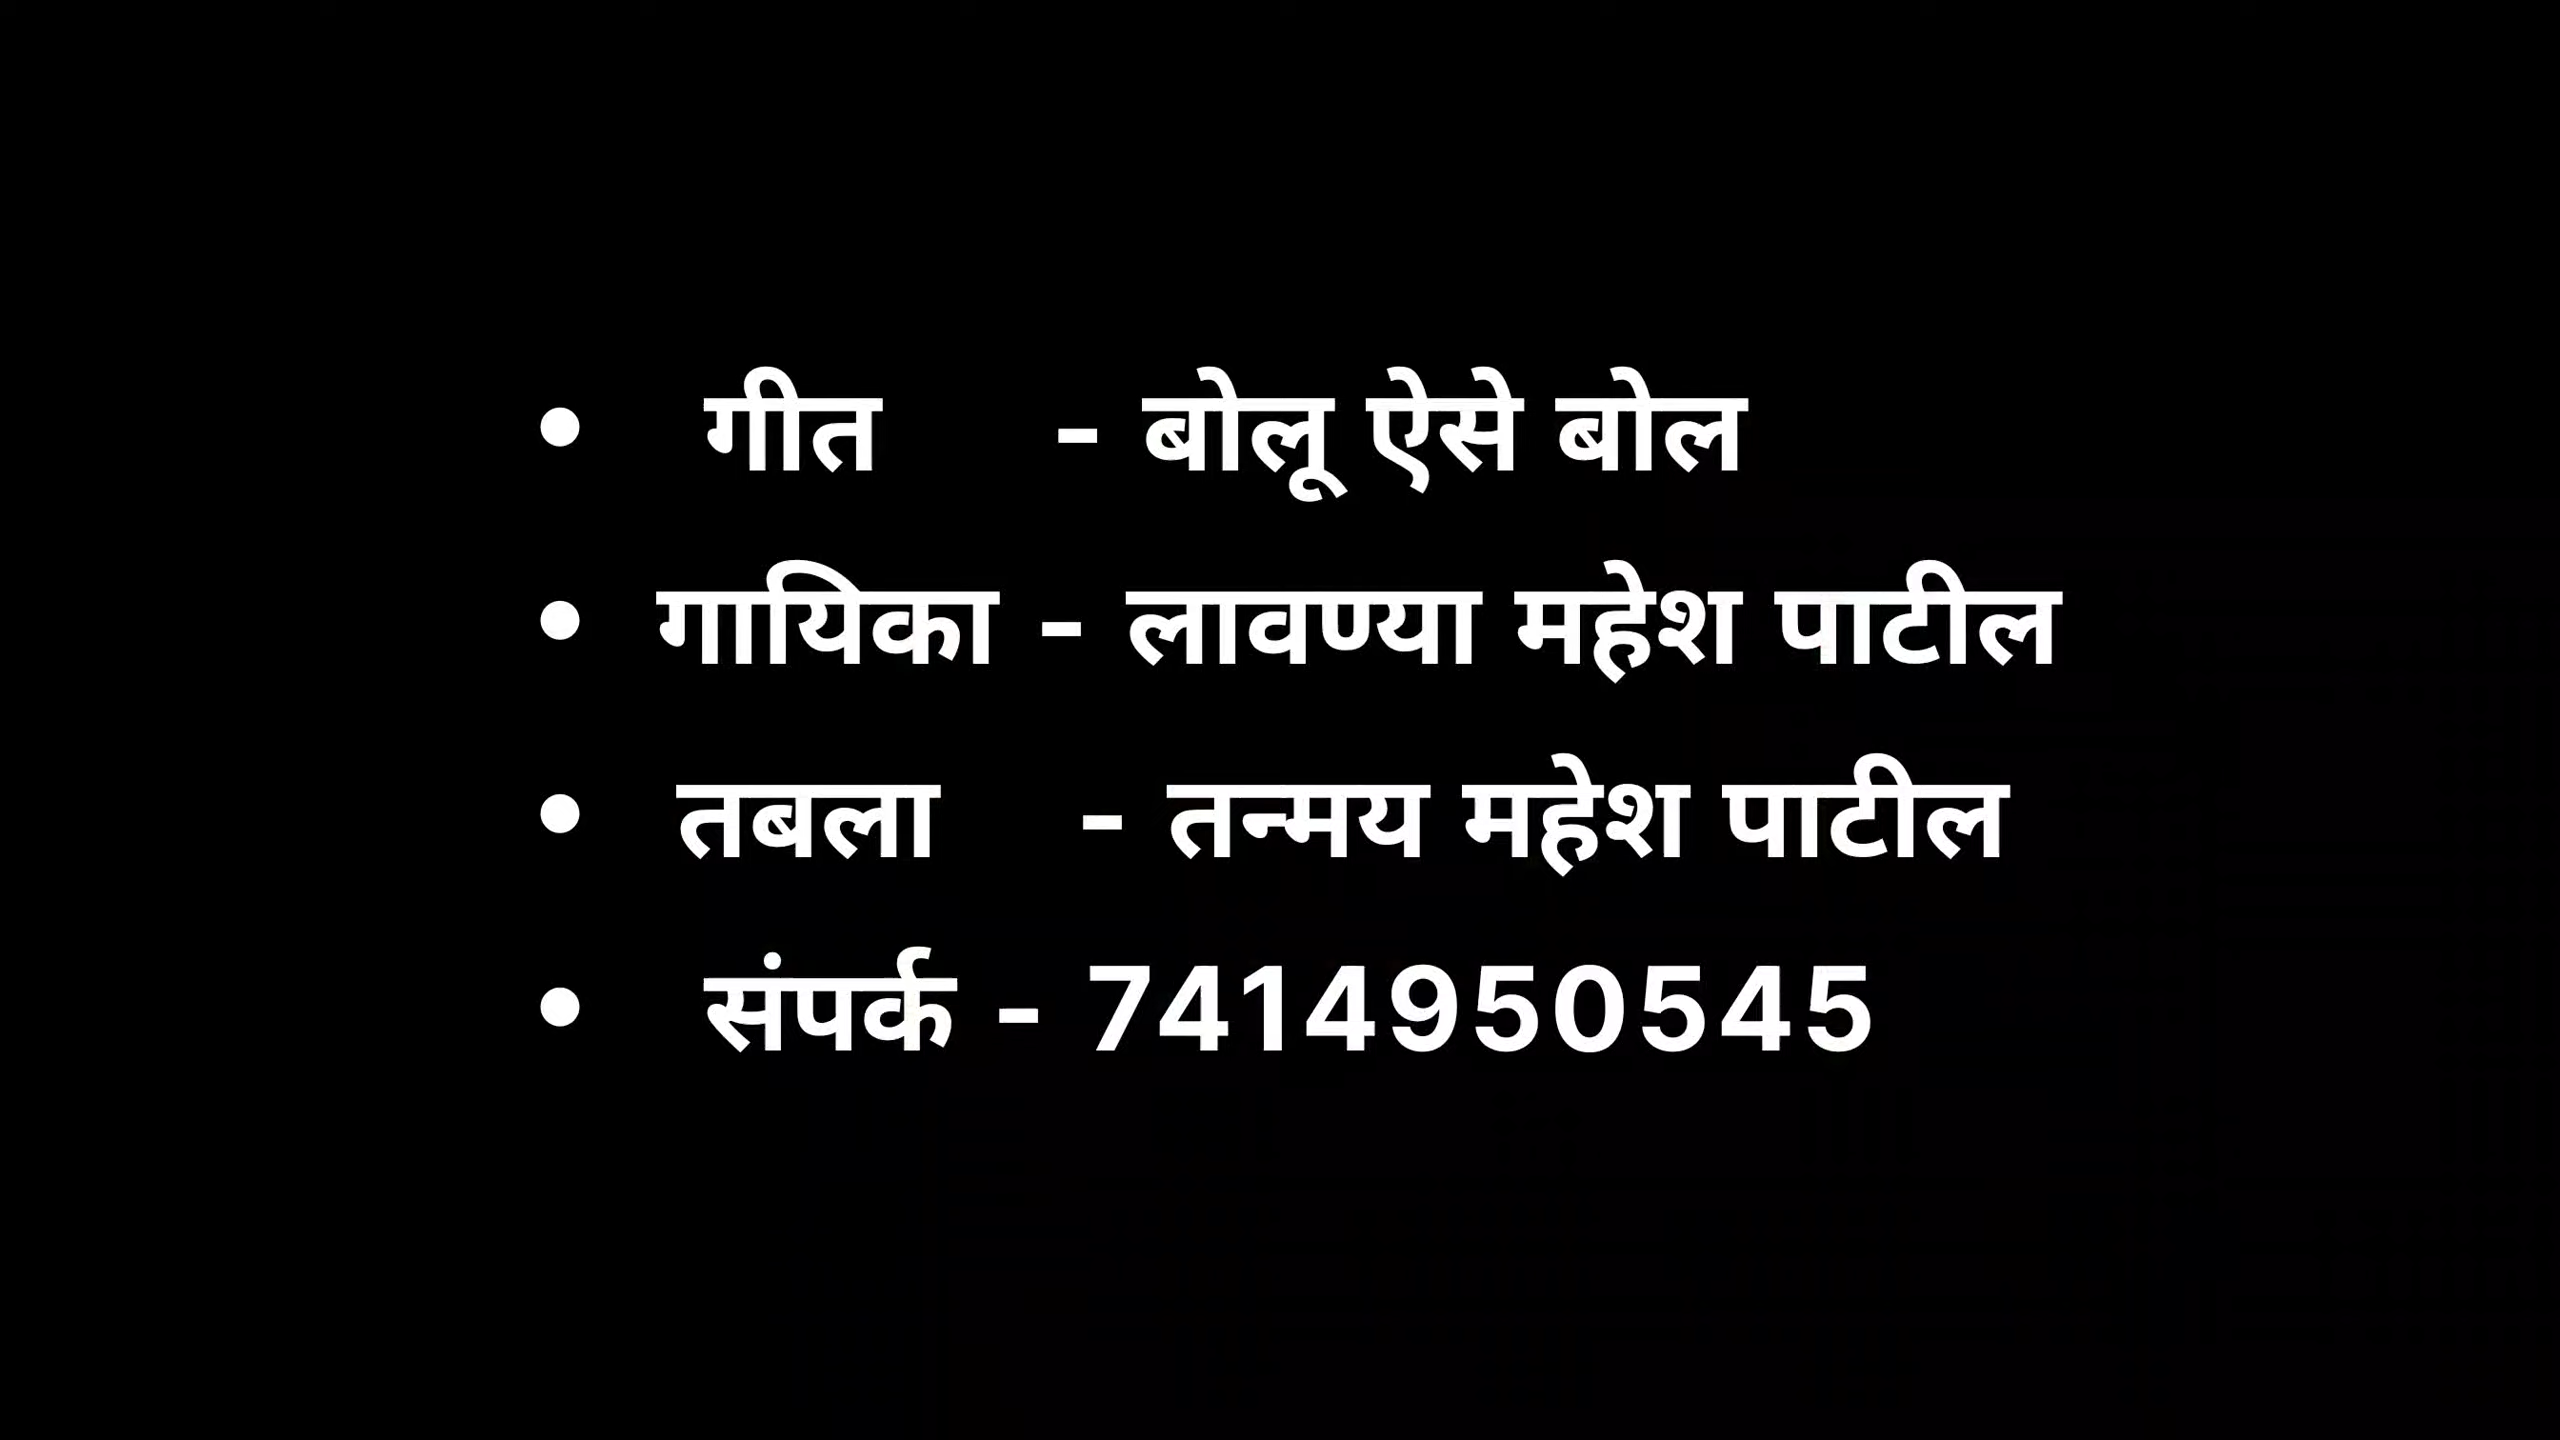 • गीत - बोलू ऐसे बोल
• गायिका - लावण्या महेश पाटील
• तबला - तन्मय महेश पाटील
• संपर्क - 7414950545